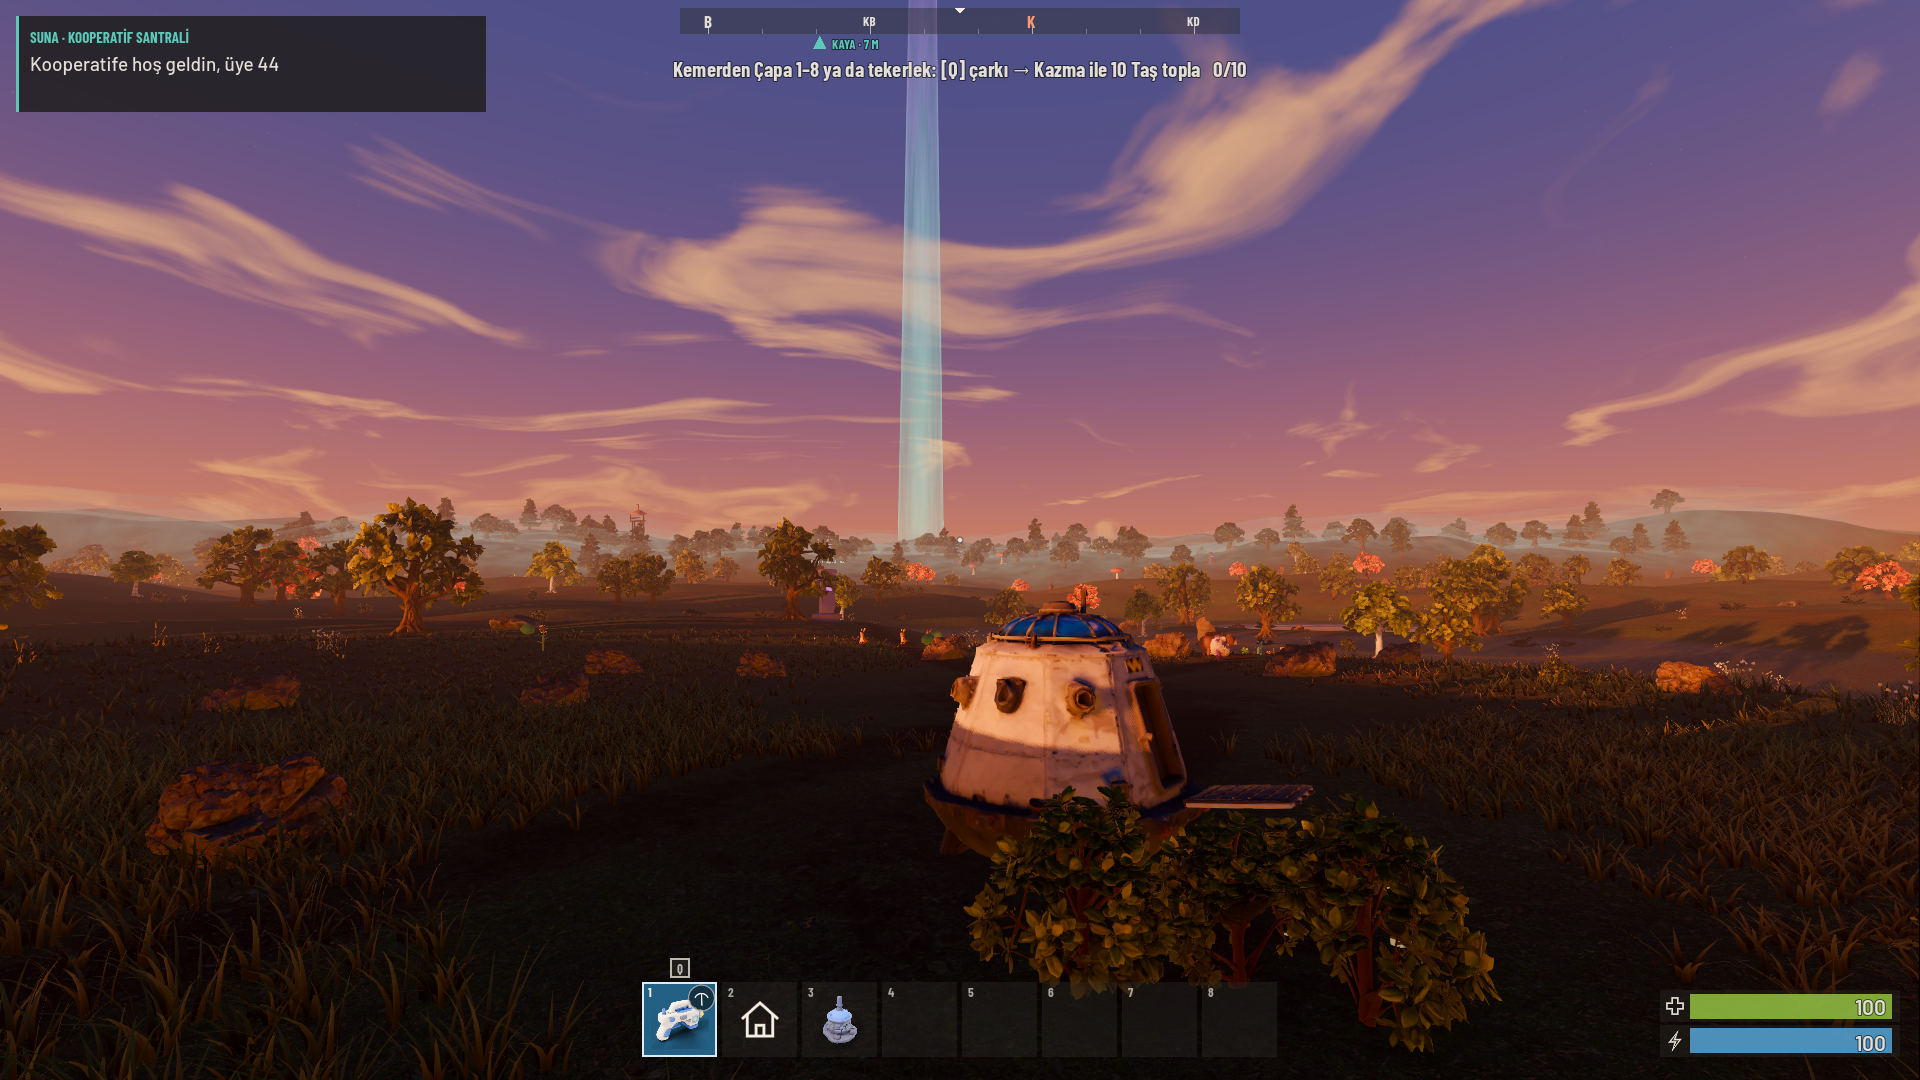 SUNA · KOOPERATİF SANTRALİ
Kooperatife hoş geldin, üye 44
B
KB
K
KD
KAYA · 7 M
Kemerden Çapa 1-8 ya da tekerlek: [Q] çarkı → Kazma ile 10 Taş topla 0/10
Q
1
2
3
4
5
6
7
8
100
100